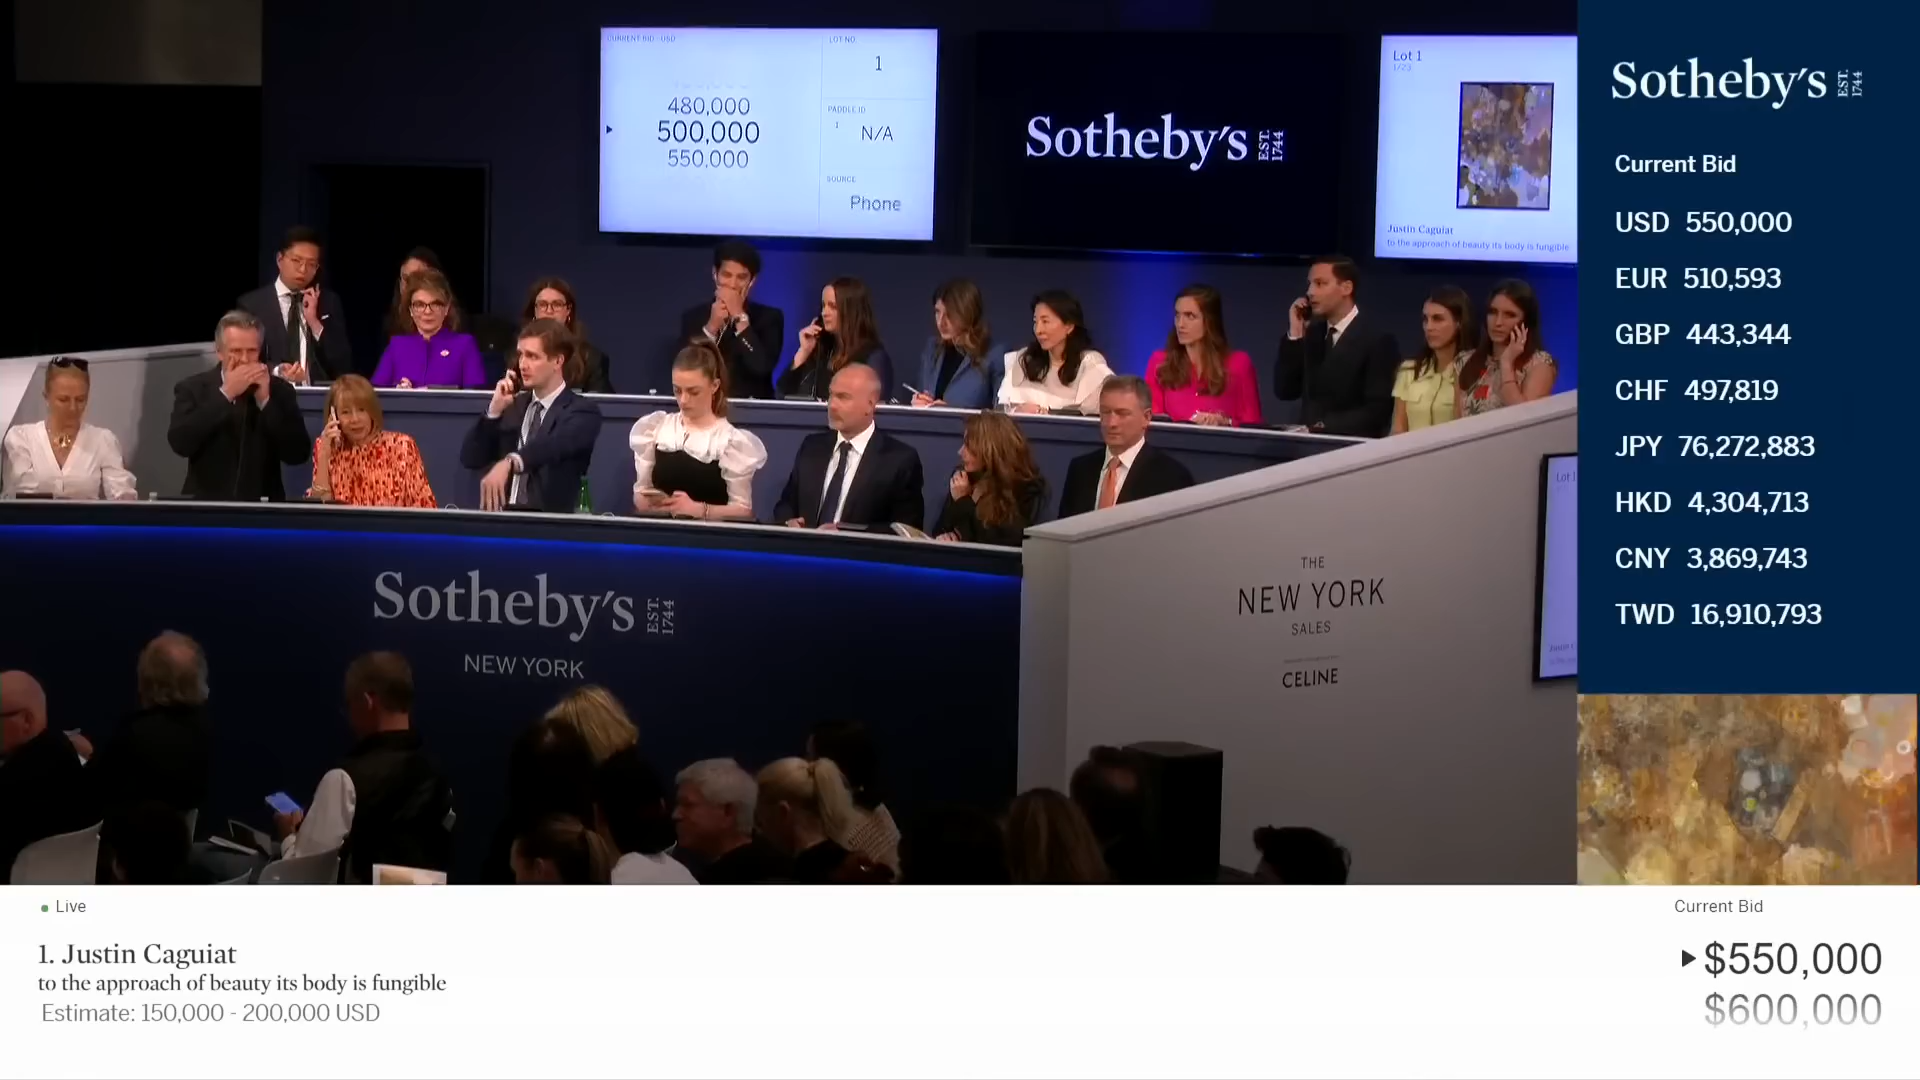 CURRENT BID - USD
480,000
500,000
550,000
LOT NO.
1
PADDLE ID
1
N/A
SOURCE
Phone
Sotheby's EST. 1744
Lot 1
1/23
Justin Caguiat
to the approach of beauty its body is fungible
Sotheby's EST. 1744
Current Bid
USD 550,000
EUR 510,593
GBP 443,344
CHF 497,819
JPY 76,272,883
HKD 4,304,713
CNY 3,869,743
TWD 16,910,793
Sotheby's EST. 1744
NEW YORK
THE
NEW YORK
SALES
CELINE
Lot 1
Live
1. Justin Caguiat
to the approach of beauty its body is fungible
Estimate: 150,000 - 200,000 USD
Current Bid
$550,000
$600,000